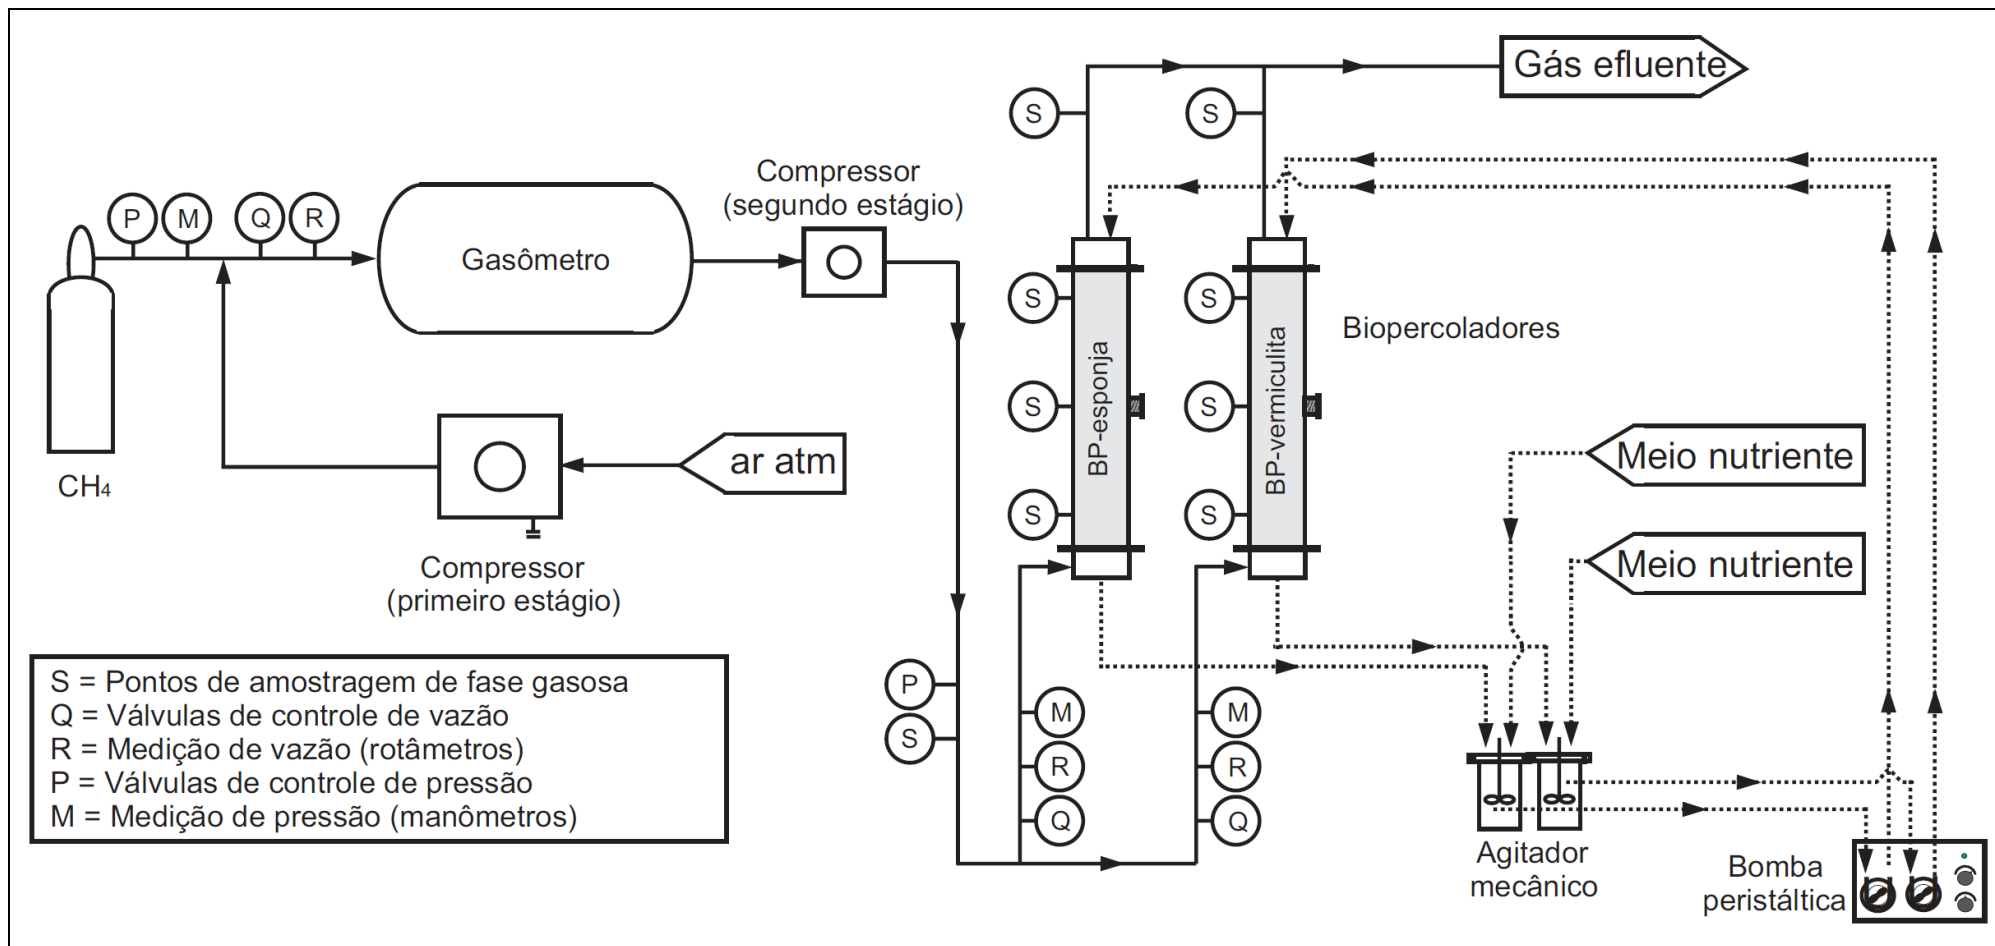 Gás efluente
S
S
Compressor
(segundo estágio)
P
M
Q
R
Gasômetro
S
S
Biopercoladores
BP-esponja
BP-vermiculita
S
S
ar atm
Meio nutriente
CH4
S
S
Meio nutriente
Compressor
(primeiro estágio)
S = Pontos de amostragem de fase gasosa
Q = Válvulas de controle de vazão
R = Medição de vazão (rotâmetros)
P = Válvulas de controle de pressão
M = Medição de pressão (manômetros)
P
S
M
R
Q
M
R
Q
Agitador
mecânico
Bomba
peristáltica